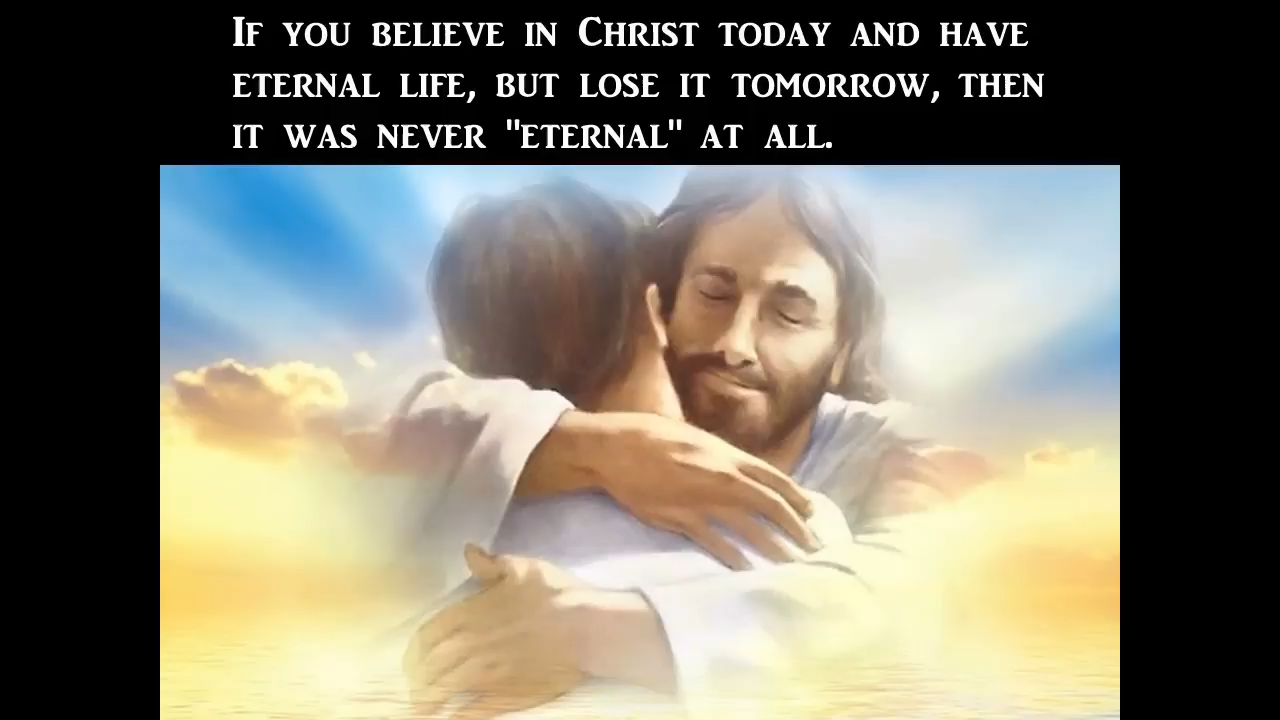 If you believe in Christ today and have
eternal life, but lose it tomorrow, then
it was never "eternal" at all.